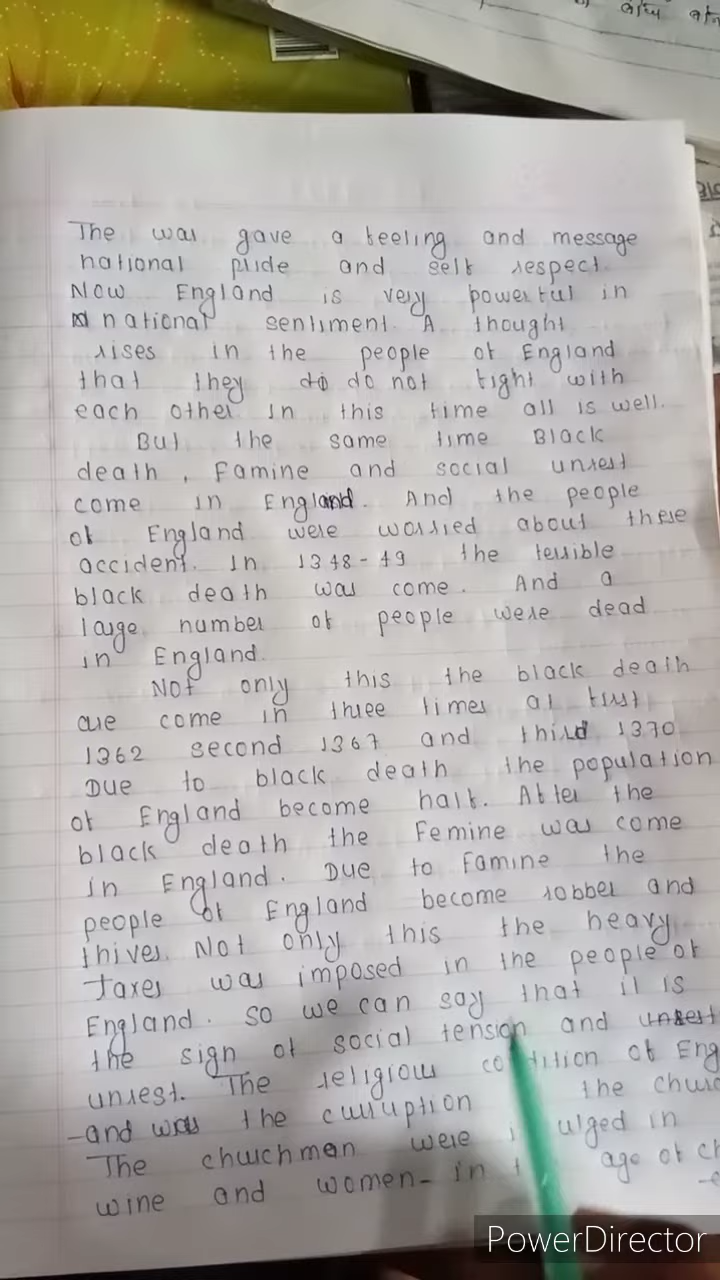 The war gave a feeling and message
national pride and self respect.
Now England is very powerful in
national sentiment. A thought
rises in the people of England
that they do do not fight with
each other. In this time all is well.
But the same time Black
death, Famine and social unrest
come in England. And the people
of England were worried about these
accident. In 1348-49 the terrible
black death was come. And a
large number of people were dead
in England.
Not only this the black death
are come in three times at first
1362 second 1367 and third 1370
Due to black death the population
of England become half. After the
black death the Femine was come
in England. Due to Famine the
people of England become robber and
thives. Not only this the heavy
taxes was imposed in the people of
England. so we can say that it is
the sign of social tension and unrest
unrest. The religious of Eng
and was the curruption the churc
The churchman were in
wine and women- in age of ch
PowerDirector